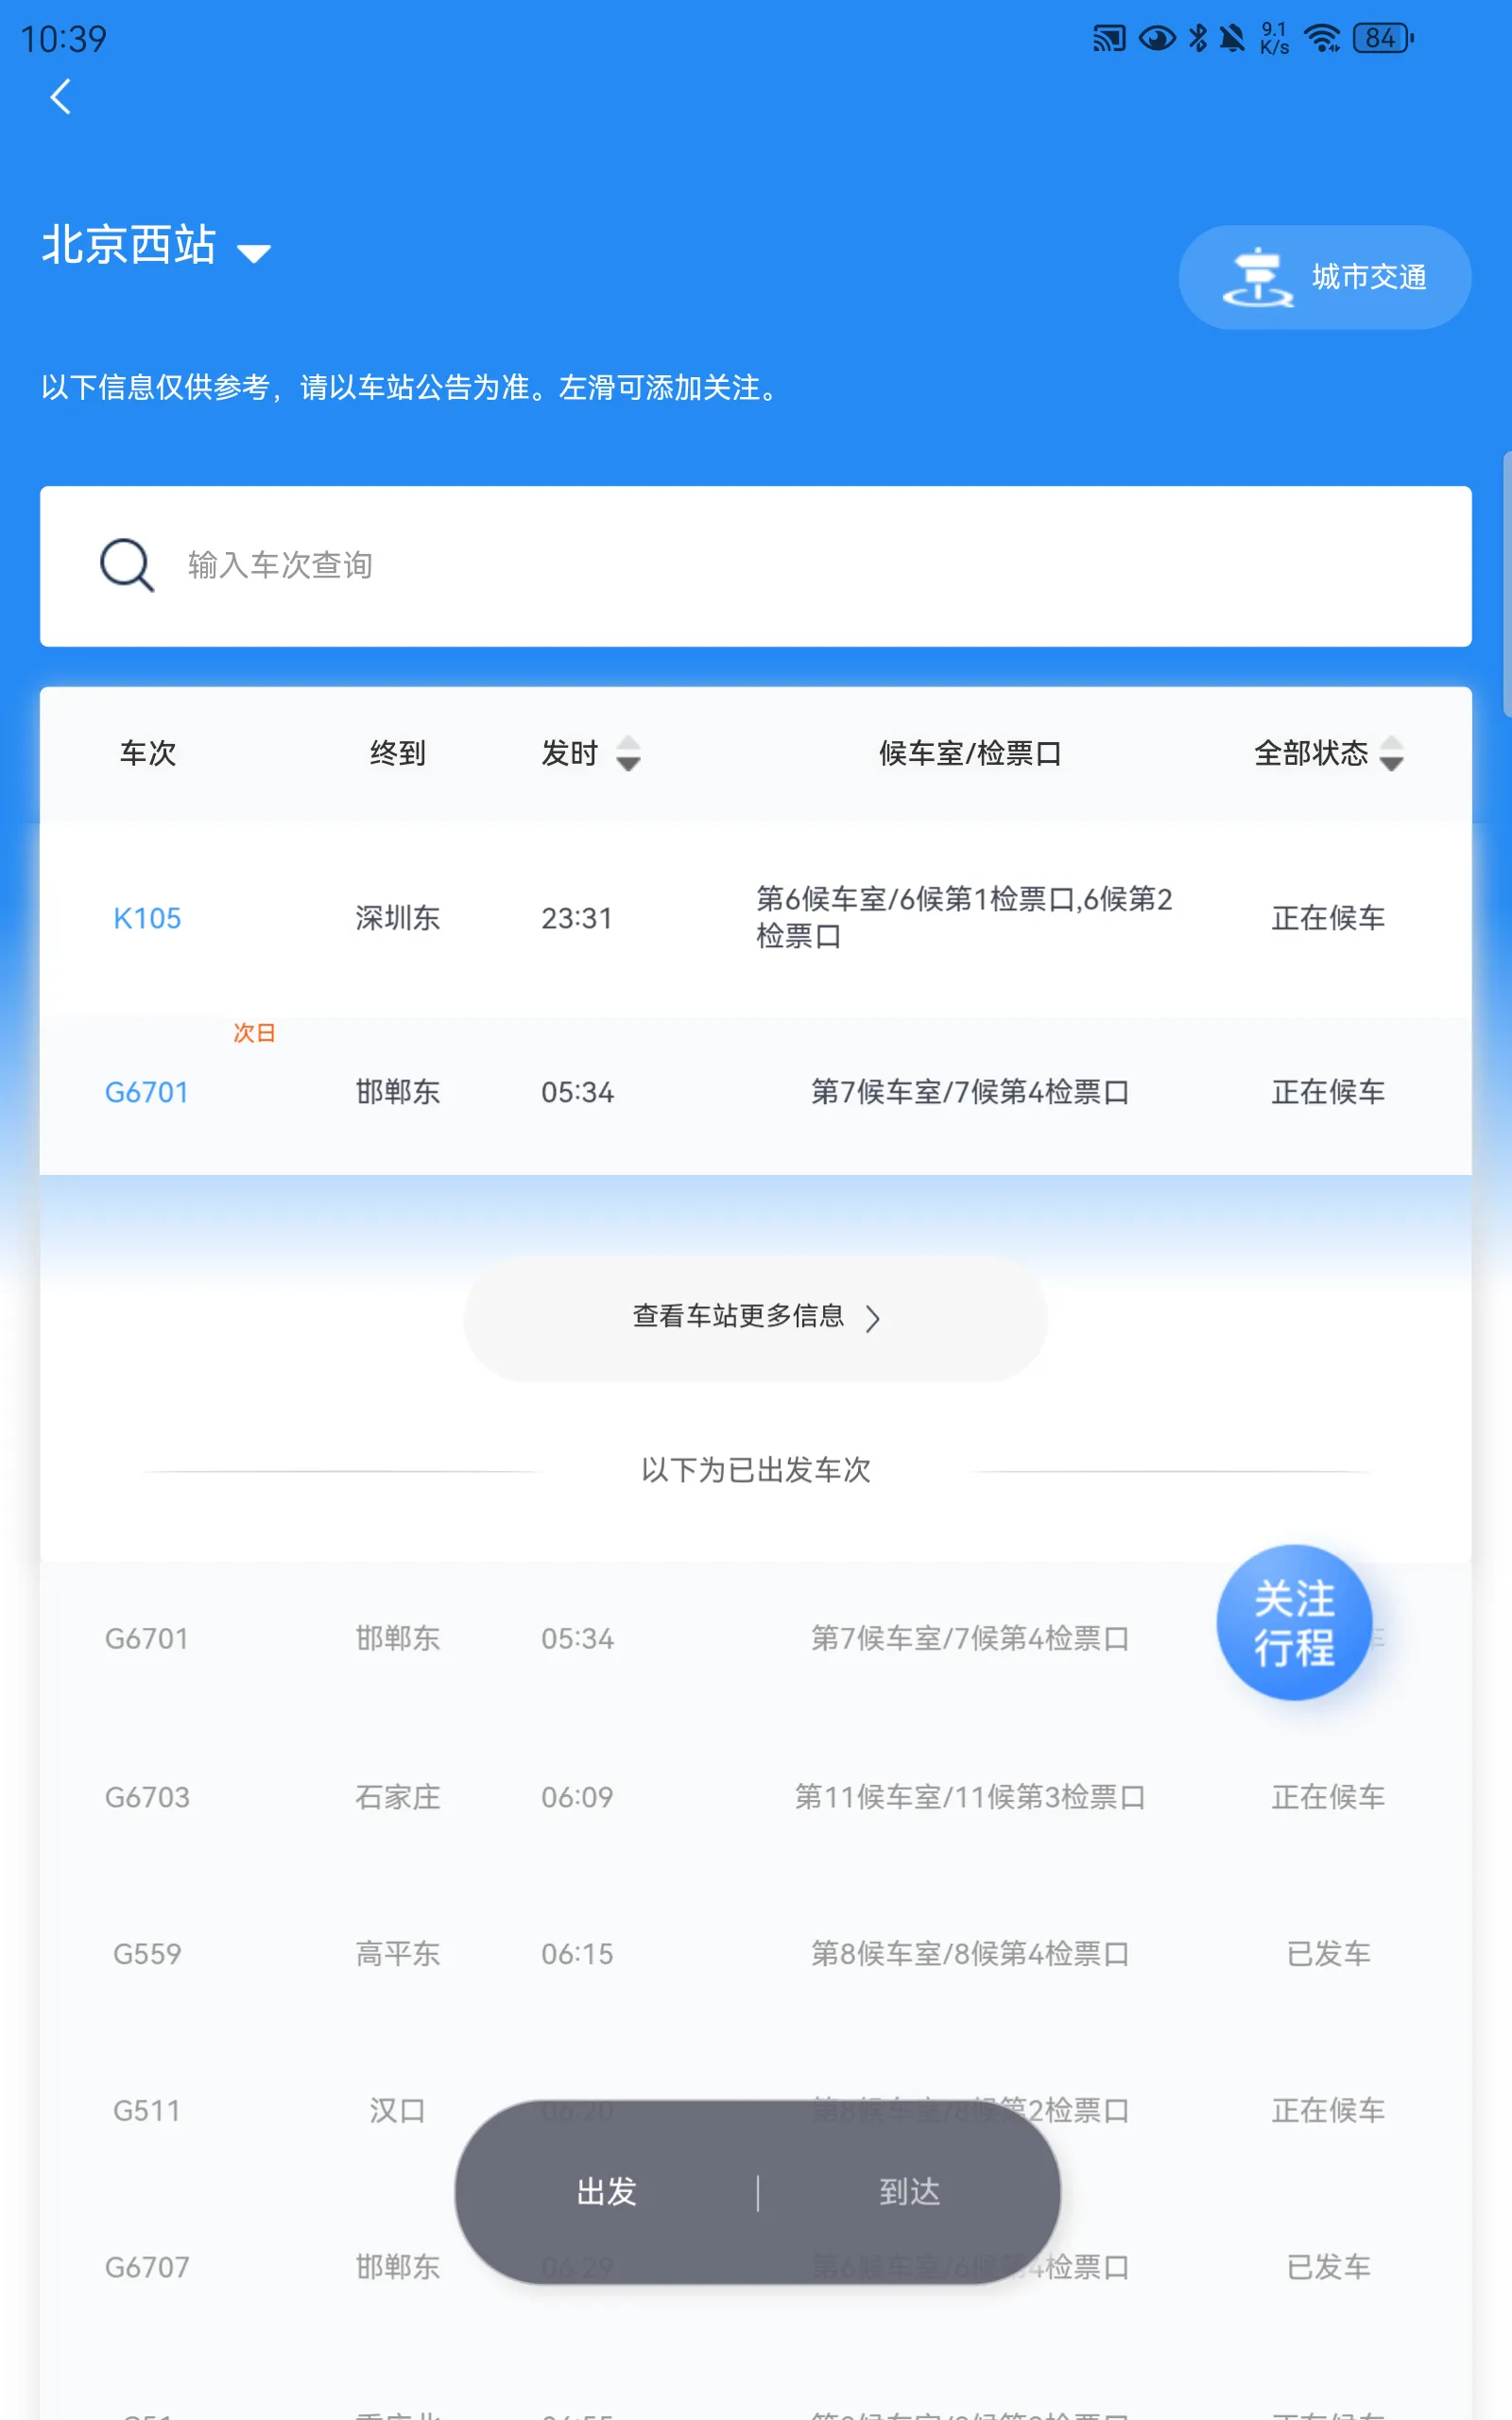 10:39
9.1 K/s
84
北京西站
城市交通
以下信息仅供参考，请以车站公告为准。左滑可添加关注。
输入车次查询
车次 终到 发时 候车室/检票口 全部状态
K105 深圳东 23:31 第6候车室/6候第1检票口,6候第2
检票口 正在候车
次日
G6701 邯郸东 05:34 第7候车室/7候第4检票口 正在候车
查看车站更多信息
以下为已出发车次
关注
行程
G6701 邯郸东 05:34 第7候车室/7候第4检票口
G6703 石家庄 06:09 第11候车室/11候第3检票口 正在候车
G559 高平东 06:15 第8候车室/8候第4检票口 已发车
G511 汉口 06:20 第8候车室/8候第2检票口 正在候车
出发 | 到达
G6707 邯郸东 06:29 第6候车室/6候第4检票口 已发车